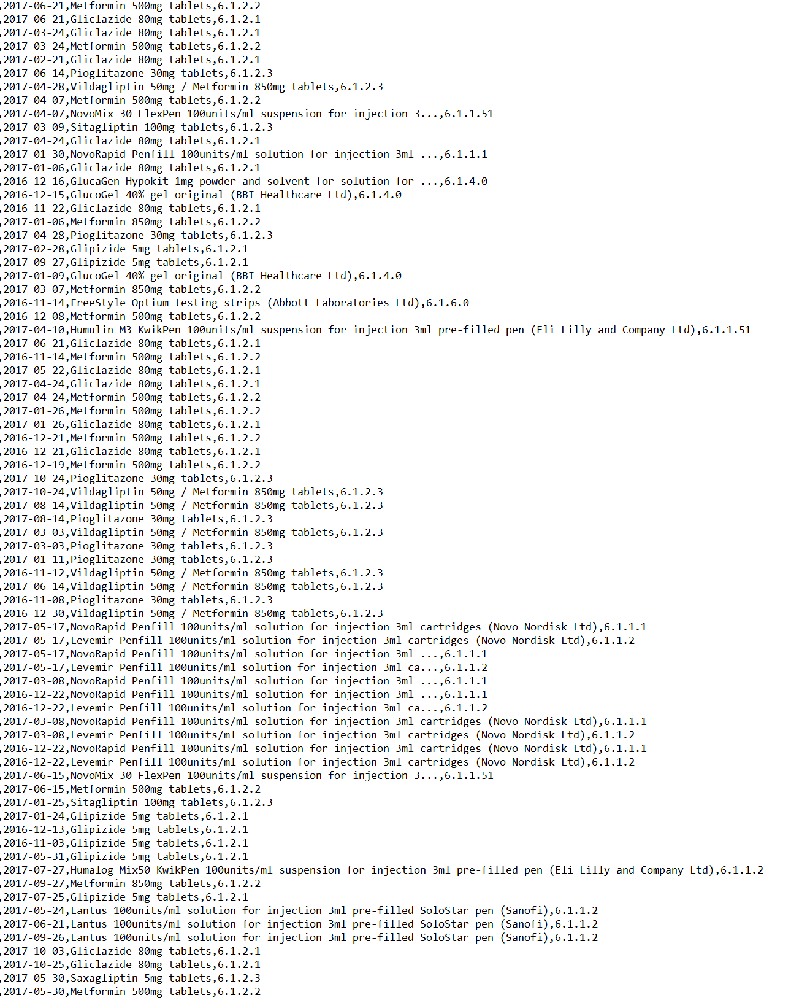 ,2017-06-21,Metformin 500mg tablets,6.1.2.2
,2017-06-21,Gliclazide 80mg tablets,6.1.2.1
,2017-03-24,Gliclazide 80mg tablets,6.1.2.1
,2017-03-24,Metformin 500mg tablets,6.1.2.2
,2017-02-21,Gliclazide 80mg tablets,6.1.2.1
,2017-06-14,Pioglitazone 30mg tablets,6.1.2.3
,2017-04-28,Vildagliptin 50mg / Metformin 850mg tablets,6.1.2.3
,2017-04-07,Metformin 500mg tablets,6.1.2.2
,2017-04-07,NovoMix 30 FlexPen 100units/ml suspension for injection 3...,6.1.1.51
,2017-03-09,Sitagliptin 100mg tablets,6.1.2.3
,2017-04-24,Gliclazide 80mg tablets,6.1.2.1
,2017-01-30,NovoRapid Penfill 100units/ml solution for injection 3ml ...,6.1.1.1
,2017-01-06,Gliclazide 80mg tablets,6.1.2.1
,2016-12-16,GlucaGen Hypokit 1mg powder and solvent for solution for ...,6.1.4.0
,2016-12-15,GlucoGel 40% gel original (BBI Healthcare Ltd),6.1.4.0
,2016-11-22,Gliclazide 80mg tablets,6.1.2.1
,2017-01-06,Metformin 850mg tablets,6.1.2.2
,2017-04-28,Pioglitazone 30mg tablets,6.1.2.3
,2017-02-28,Glipizide 5mg tablets,6.1.2.1
,2017-09-27,Glipizide 5mg tablets,6.1.2.1
,2017-01-09,GlucoGel 40% gel original (BBI Healthcare Ltd),6.1.4.0
,2017-03-07,Metformin 850mg tablets,6.1.2.2
,2016-11-14,FreeStyle Optium testing strips (Abbott Laboratories Ltd),6.1.6.0
,2016-12-08,Metformin 500mg tablets,6.1.2.2
,2017-04-10,Humulin M3 KwikPen 100units/ml suspension for injection 3ml pre-filled pen (Eli Lilly and Company Ltd),6.1.1.51
,2017-06-21,Gliclazide 80mg tablets,6.1.2.1
,2016-11-14,Metformin 500mg tablets,6.1.2.2
,2017-05-22,Gliclazide 80mg tablets,6.1.2.1
,2017-04-24,Gliclazide 80mg tablets,6.1.2.1
,2017-04-24,Metformin 500mg tablets,6.1.2.2
,2017-01-26,Metformin 500mg tablets,6.1.2.2
,2017-01-26,Gliclazide 80mg tablets,6.1.2.1
,2016-12-21,Metformin 500mg tablets,6.1.2.2
,2016-12-21,Gliclazide 80mg tablets,6.1.2.1
,2016-12-19,Metformin 500mg tablets,6.1.2.2
,2017-10-24,Pioglitazone 30mg tablets,6.1.2.3
,2017-10-24,Vildagliptin 50mg / Metformin 850mg tablets,6.1.2.3
,2017-08-14,Vildagliptin 50mg / Metformin 850mg tablets,6.1.2.3
,2017-08-14,Pioglitazone 30mg tablets,6.1.2.3
,2017-03-03,Vildagliptin 50mg / Metformin 850mg tablets,6.1.2.3
,2017-03-03,Pioglitazone 30mg tablets,6.1.2.3
,2017-01-11,Pioglitazone 30mg tablets,6.1.2.3
,2016-11-12,Vildagliptin 50mg / Metformin 850mg tablets,6.1.2.3
,2017-06-14,Vildagliptin 50mg / Metformin 850mg tablets,6.1.2.3
,2016-11-08,Pioglitazone 30mg tablets,6.1.2.3
,2016-12-30,Vildagliptin 50mg / Metformin 850mg tablets,6.1.2.3
,2017-05-17,NovoRapid Penfill 100units/ml solution for injection 3ml cartridges (Novo Nordisk Ltd),6.1.1.1
,2017-05-17,Levemir Penfill 100units/ml solution for injection 3ml cartridges (Novo Nordisk Ltd),6.1.1.2
,2017-05-17,NovoRapid Penfill 100units/ml solution for injection 3ml ...,6.1.1.1
,2017-05-17,Levemir Penfill 100units/ml solution for injection 3ml ca...,6.1.1.2
,2017-03-08,NovoRapid Penfill 100units/ml solution for injection 3ml ...,6.1.1.1
,2016-12-22,NovoRapid Penfill 100units/ml solution for injection 3ml ...,6.1.1.1
,2016-12-22,Levemir Penfill 100units/ml solution for injection 3ml ca...,6.1.1.2
,2017-03-08,NovoRapid Penfill 100units/ml solution for injection 3ml cartridges (Novo Nordisk Ltd),6.1.1.1
,2017-03-08,Levemir Penfill 100units/ml solution for injection 3ml cartridges (Novo Nordisk Ltd),6.1.1.2
,2016-12-22,NovoRapid Penfill 100units/ml solution for injection 3ml cartridges (Novo Nordisk Ltd),6.1.1.1
,2016-12-22,Levemir Penfill 100units/ml solution for injection 3ml cartridges (Novo Nordisk Ltd),6.1.1.2
,2017-06-15,NovoMix 30 FlexPen 100units/ml suspension for injection 3...,6.1.1.51
,2017-06-15,Metformin 500mg tablets,6.1.2.2
,2017-01-25,Sitagliptin 100mg tablets,6.1.2.3
,2017-01-24,Glipizide 5mg tablets,6.1.2.1
,2016-12-13,Glipizide 5mg tablets,6.1.2.1
,2016-11-03,Glipizide 5mg tablets,6.1.2.1
,2017-05-31,Glipizide 5mg tablets,6.1.2.1
,2017-07-27,Humalog Mix50 KwikPen 100units/ml suspension for injection 3ml pre-filled pen (Eli Lilly and Company Ltd),6.1.1.2
,2017-09-27,Metformin 850mg tablets,6.1.2.2
,2017-07-25,Glipizide 5mg tablets,6.1.2.1
,2017-05-24,Lantus 100units/ml solution for injection 3ml pre-filled SoloStar pen (Sanofi),6.1.1.2
,2017-06-21,Lantus 100units/ml solution for injection 3ml pre-filled SoloStar pen (Sanofi),6.1.1.2
,2017-09-26,Lantus 100units/ml solution for injection 3ml pre-filled SoloStar pen (Sanofi),6.1.1.2
,2017-10-03,Gliclazide 80mg tablets,6.1.2.1
,2017-10-25,Gliclazide 80mg tablets,6.1.2.1
,2017-05-30,Saxagliptin 5mg tablets,6.1.2.3
,2017-05-30,Metformin 500mg tablets,6.1.2.2